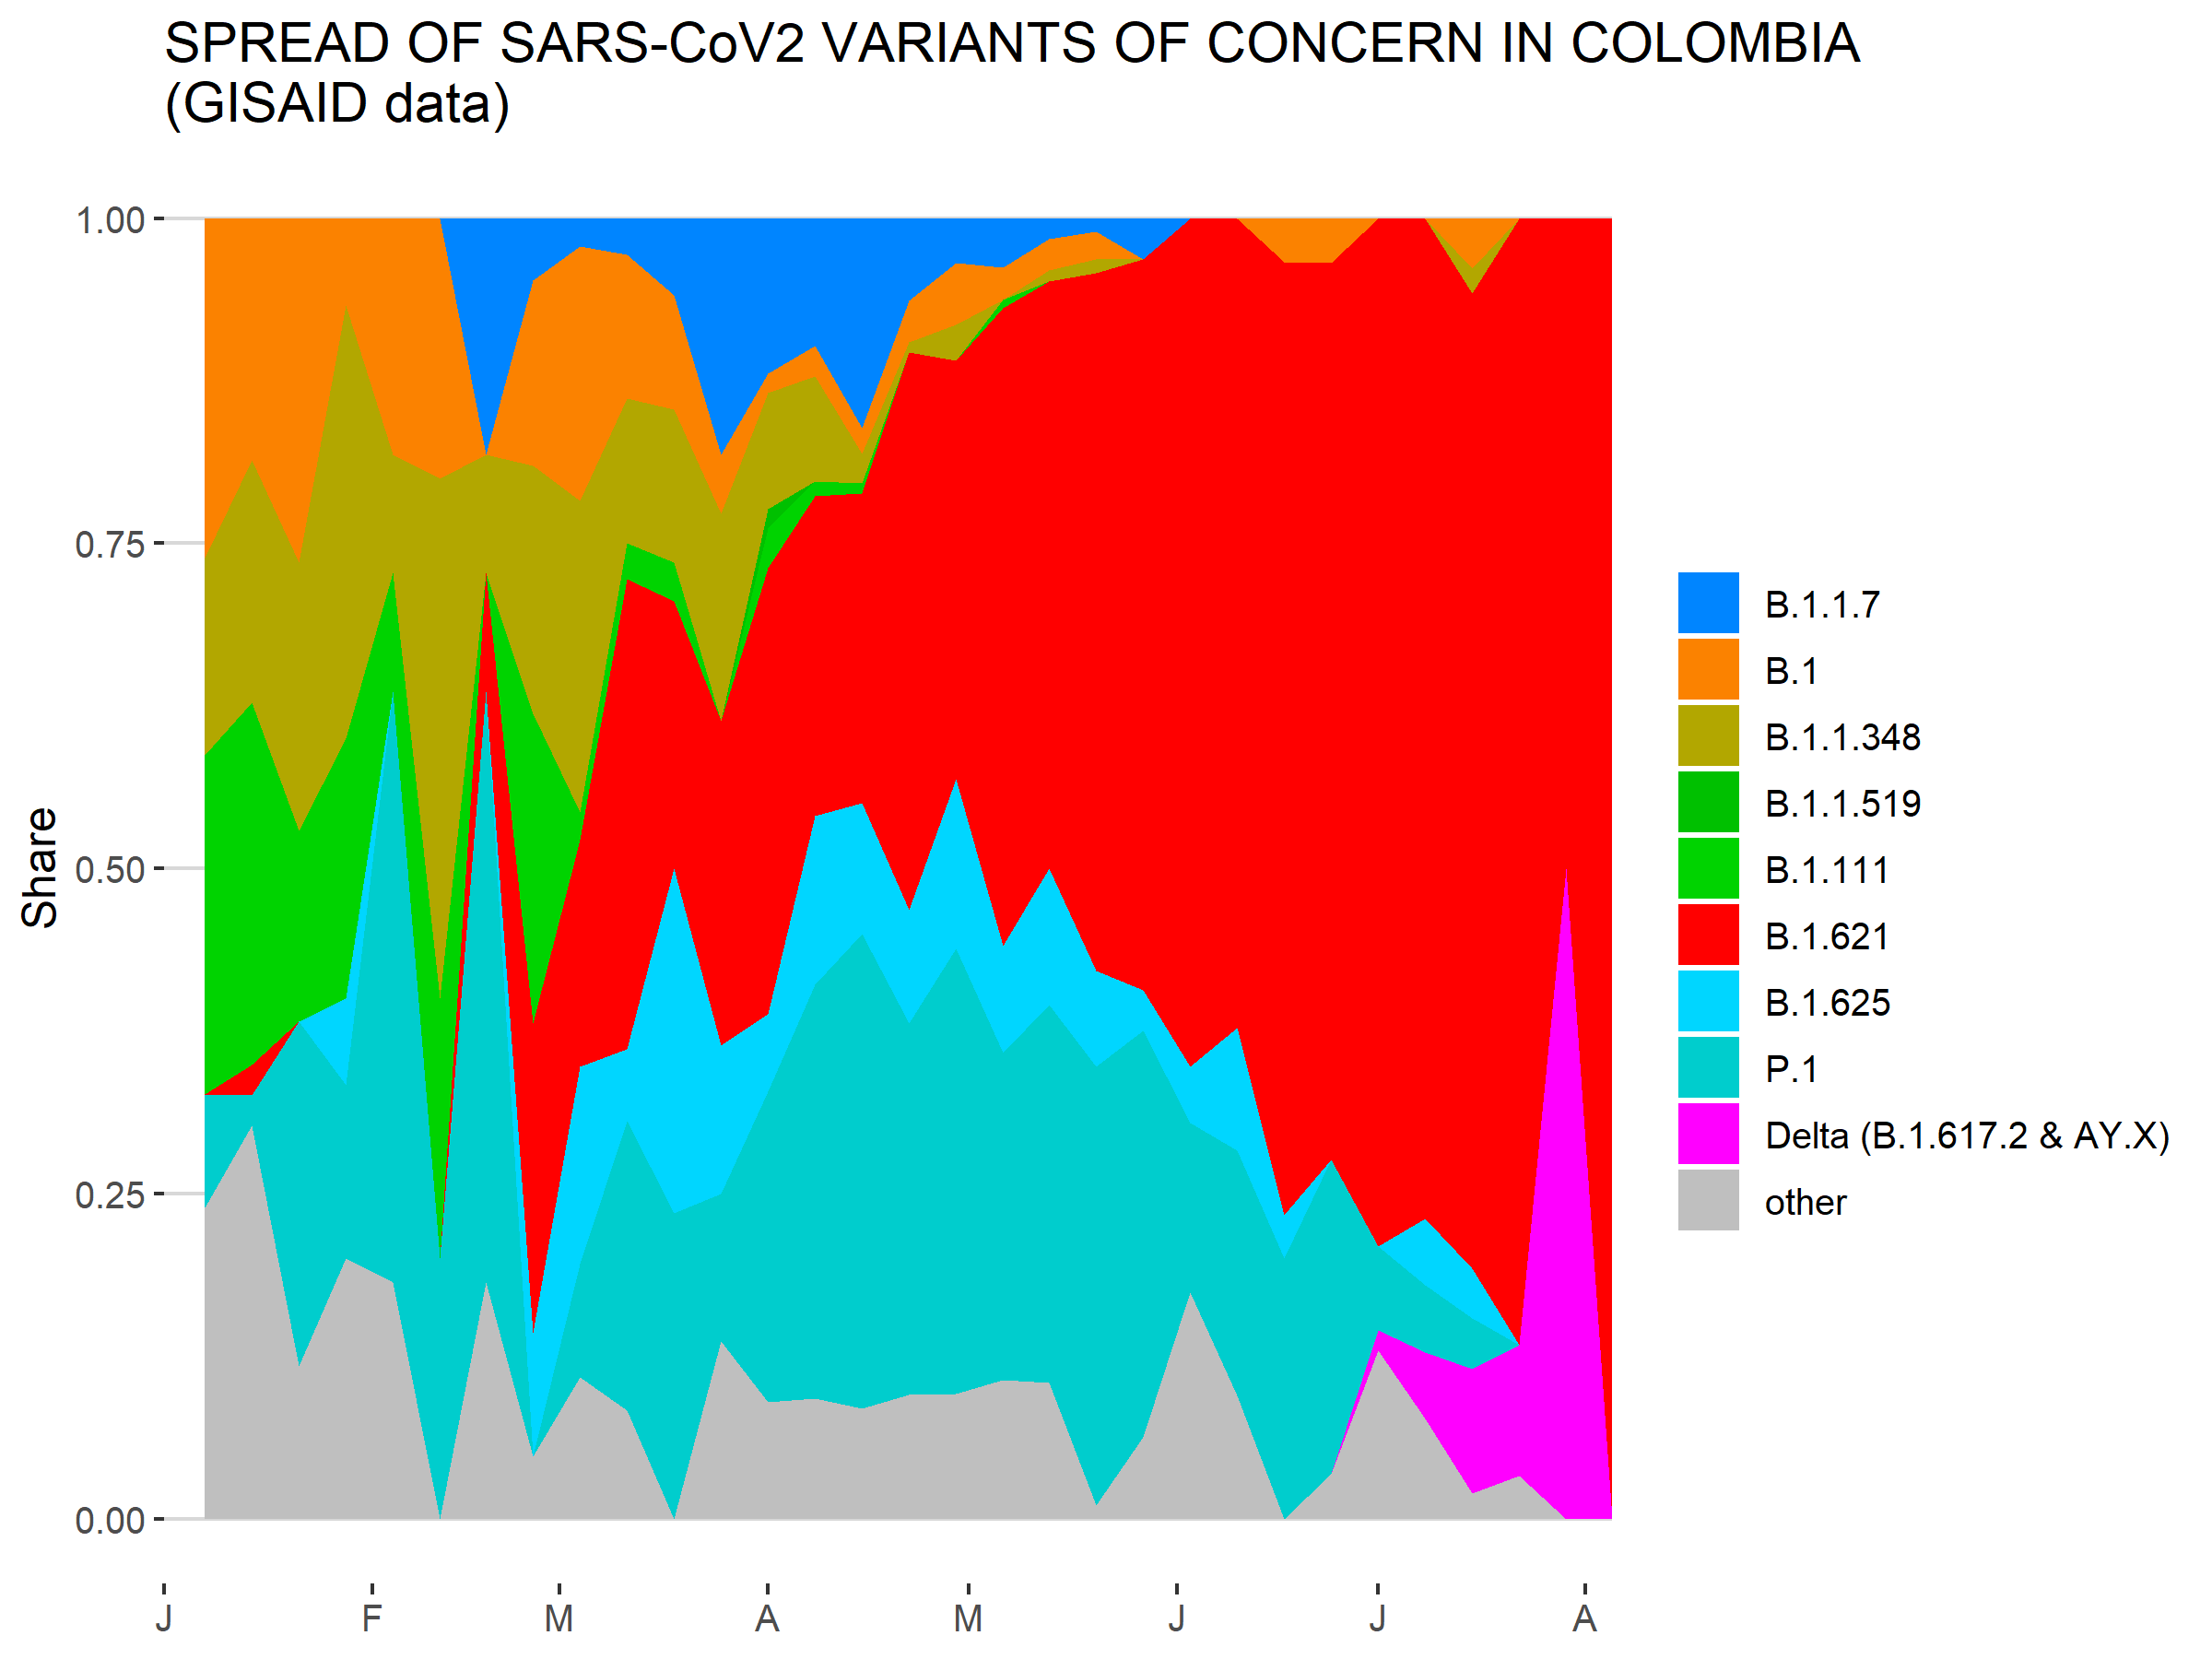 SPREAD OF SARS-CoV2 VARIANTS OF CONCERN IN COLOMBIA
(GISAID data)
1.00
0.75
0.50
0.25
0.00
Share
J F M A M J J A
B.1.1.7
B.1
B.1.1.348
B.1.1.519
B.1.111
B.1.621
B.1.625
P.1
Delta (B.1.617.2 & AY.X)
other